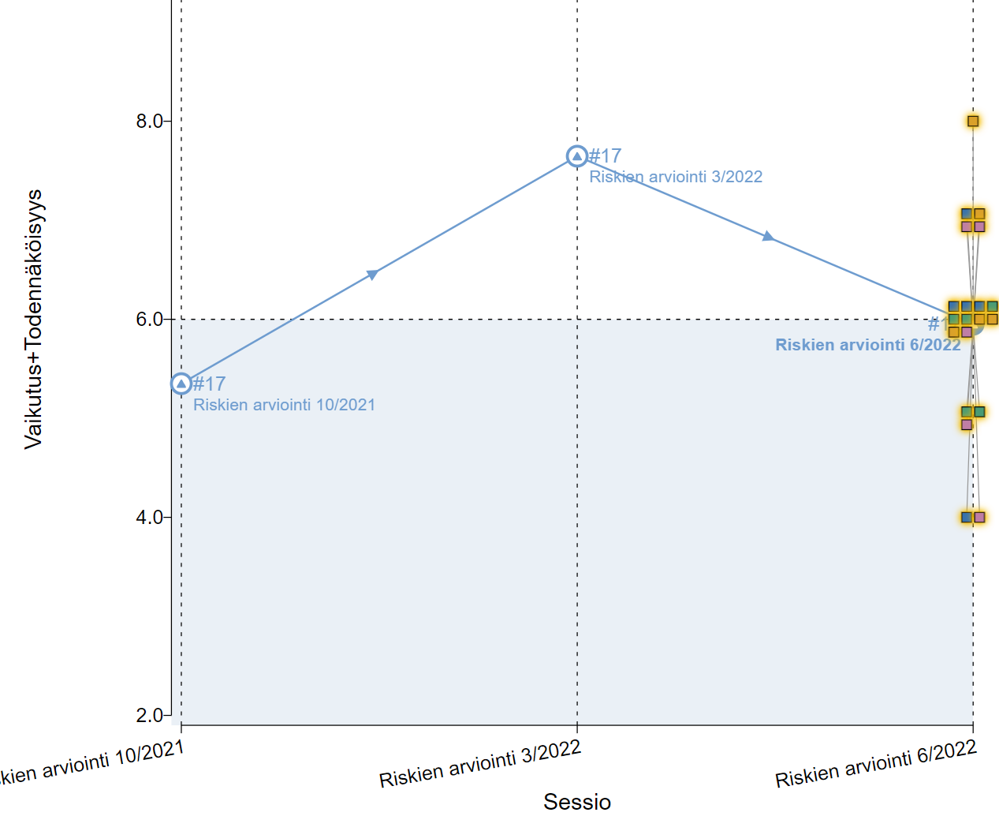 8.0
#17
Riskien arviointi 3/2022
Vaikutus+Todennäköisyys
6.0
Riskien arviointi 6/2022
#17
Riskien arviointi 10/2021
4.0
2.0
arviointi 10/2021
Riskien arviointi 3/2022
Riskien arviointi 6/2022
Sessio